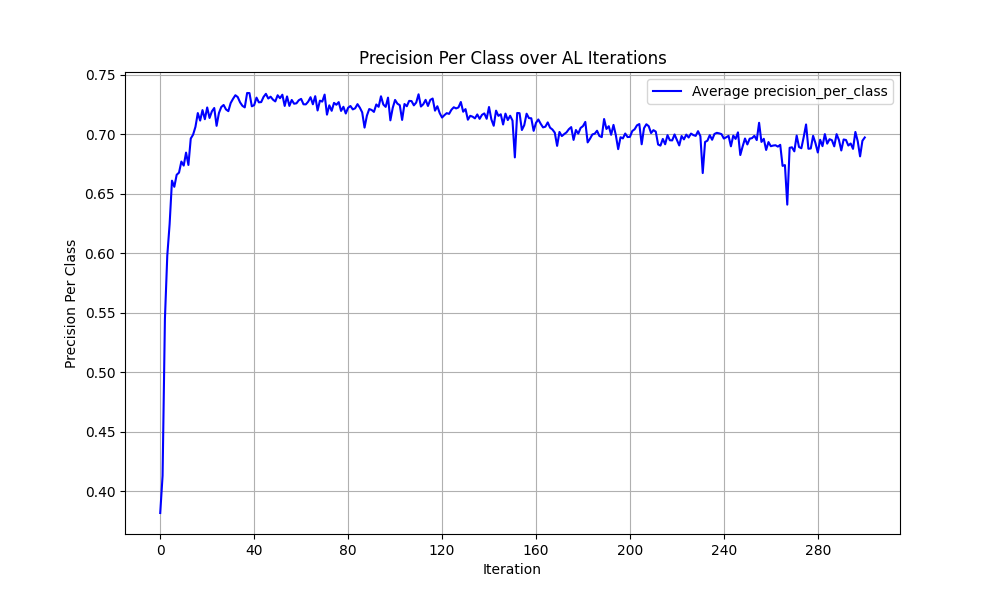 Precision Per Class over AL Iterations
Average precision_per_class
0.75
0.70
0.65
0.60
0.55
0.50
0.45
0.40
Precision Per Class
0 40 80 120 160 200 240 280
Iteration